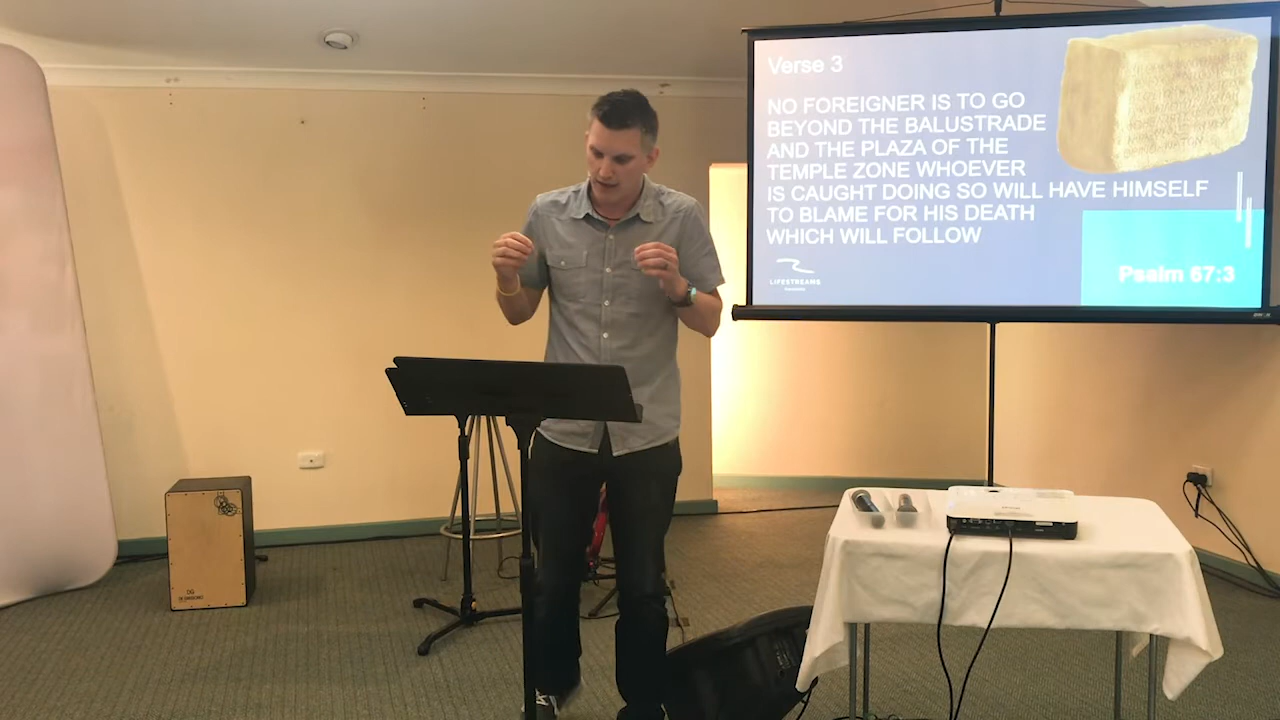 Verse 3
NO FOREIGNER IS TO GO
BEYOND THE BALUSTRADE
AND THE PLAZA OF THE
TEMPLE ZONE WHOEVER
IS CAUGHT DOING SO WILL HAVE HIMSELF
TO BLAME FOR HIS DEATH
WHICH WILL FOLLOW
Psalm 67:3
LIFESTREAMS
DG